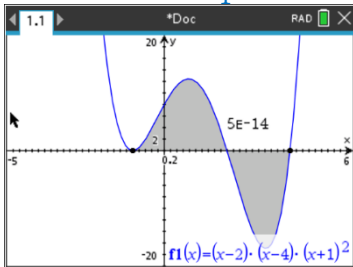 1.1
*Doc
RAD
20
y
5E-14
2
x
-5
0.2
6
-20
f1(x)=(x-2)·(x-4)·(x+1)²